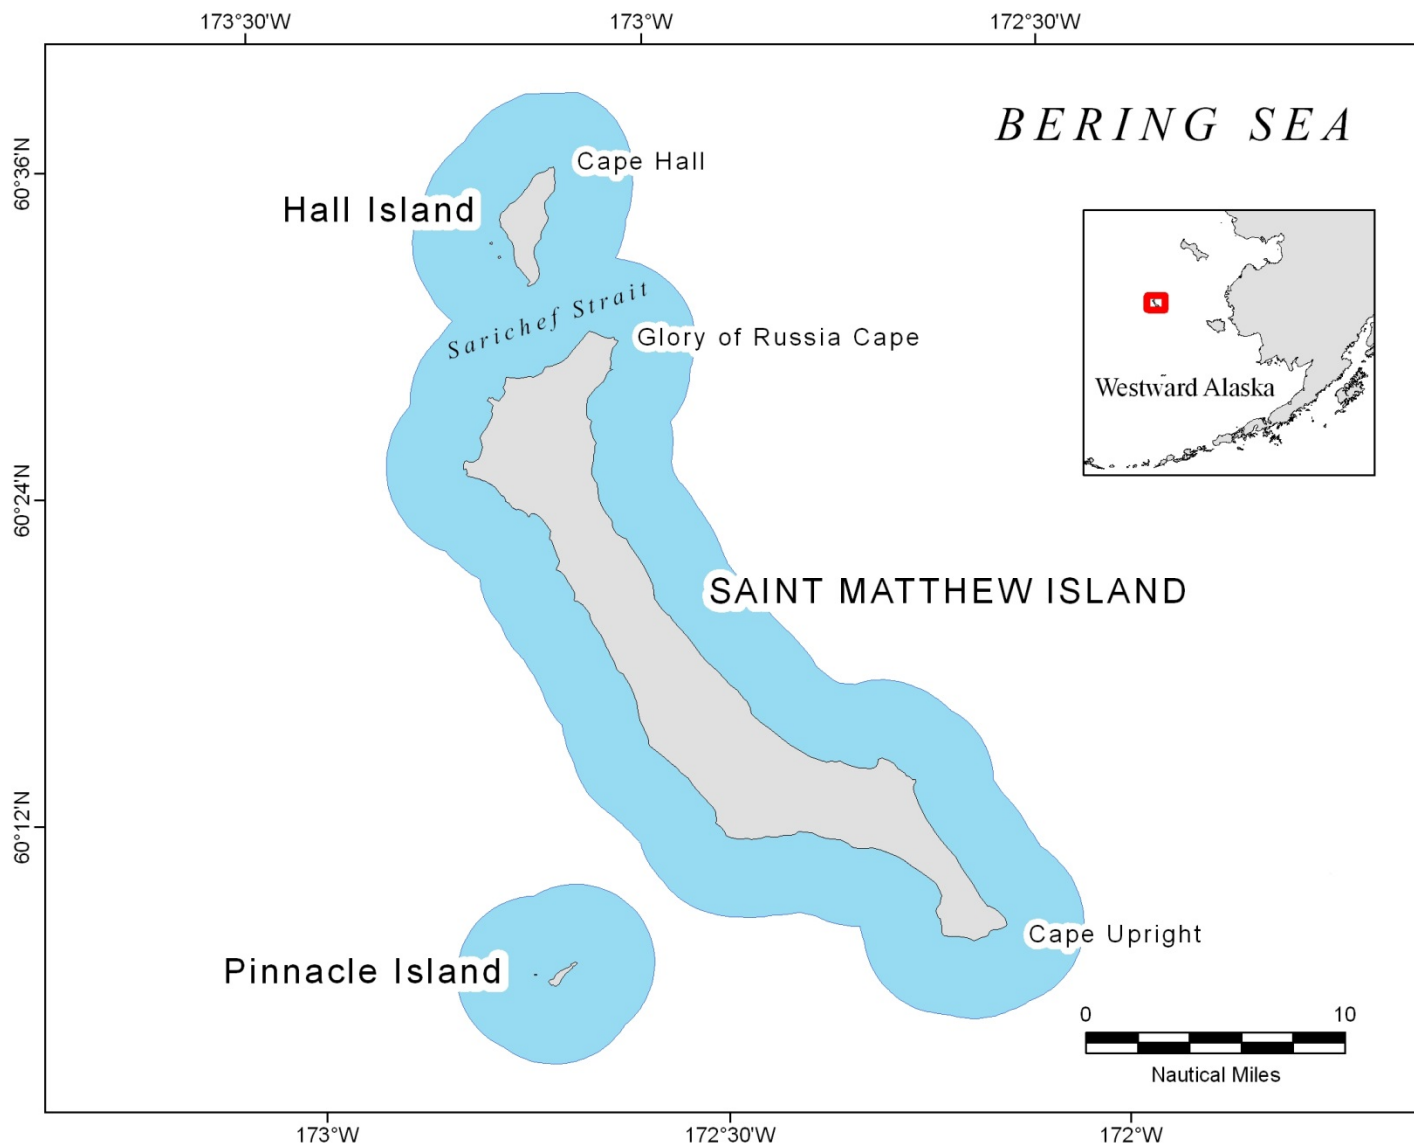 173°30'W
173°W
172°30'W
BERING SEA
60°36'N
Cape Hall
Hall Island
Sarichef Strait
Glory of Russia Cape
Westward Alaska
60°24'N
SAINT MATTHEW ISLAND
60°12'N
Cape Upright
Pinnacle Island
0 10
Nautical Miles
173°W
172°30'W
172°W